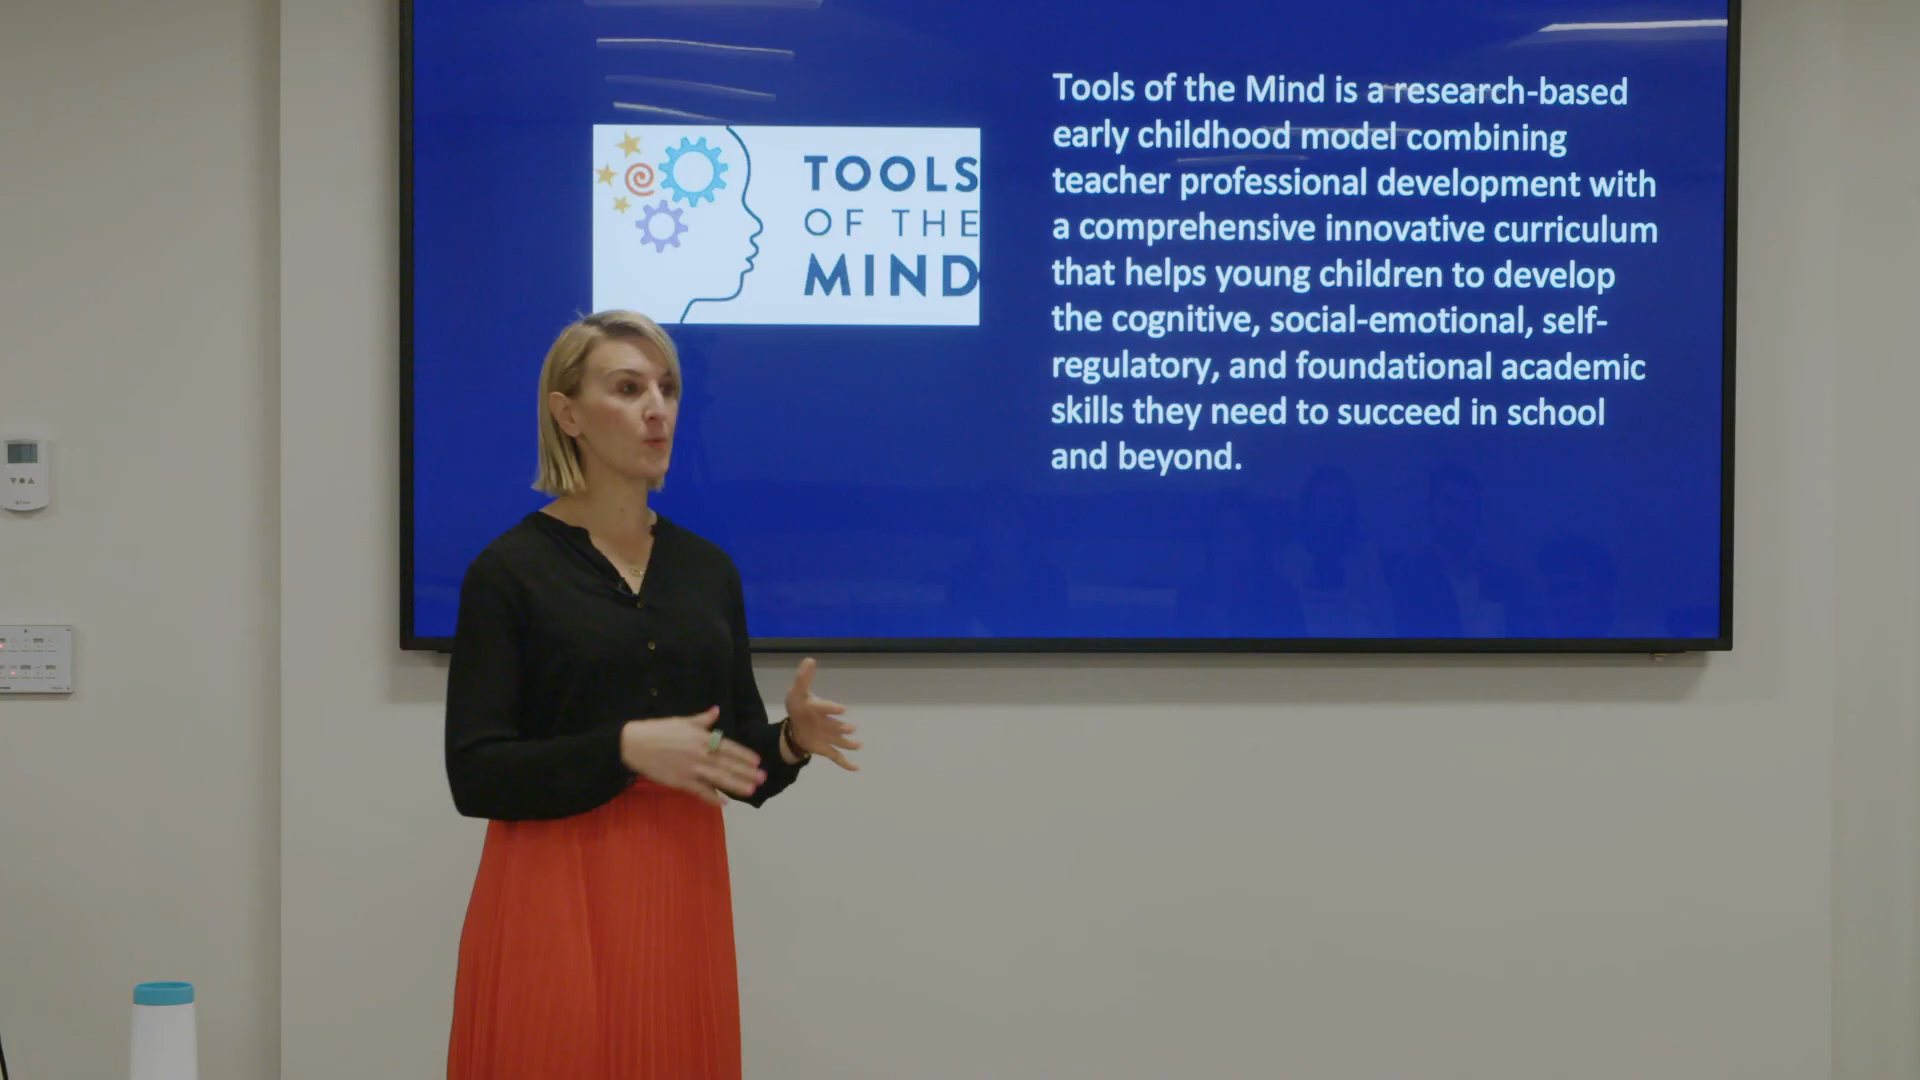 TOOLS
OF THE
MIND
Tools of the Mind is a research-based
early childhood model combining
teacher professional development with
a comprehensive innovative curriculum
that helps young children to develop
the cognitive, social-emotional, self-
regulatory, and foundational academic
skills they need to succeed in school
and beyond.